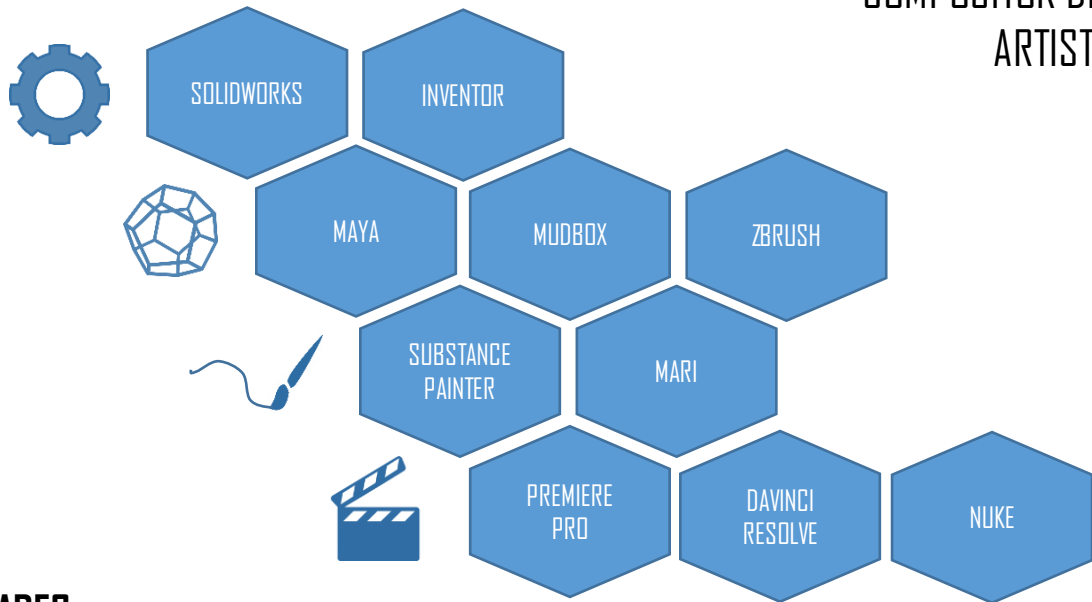 ARTIST
SOLIDWORKS
INVENTOR
MAYA
MUDBOX
ZBRUSH
SUBSTANCE
PAINTER
MARI
PREMIERE
PRO
DAVINCI
RESOLVE
NUKE